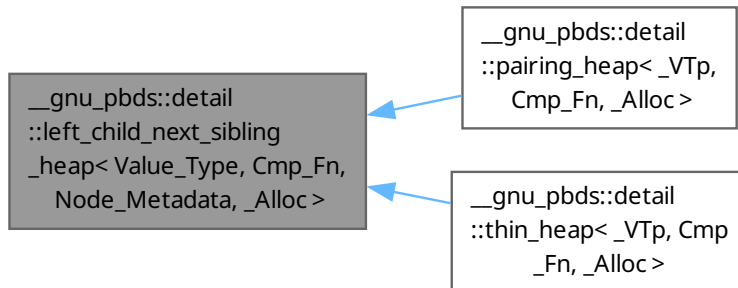 __gnu_pbds::detail
::left_child_next_sibling
_heap< Value_Type, Cmp_Fn,
Node_Metadata, _Alloc >
__gnu_pbds::detail
::pairing_heap< _VTp,
Cmp_Fn, _Alloc >
__gnu_pbds::detail
::thin_heap< _VTp, Cmp
_Fn, _Alloc >